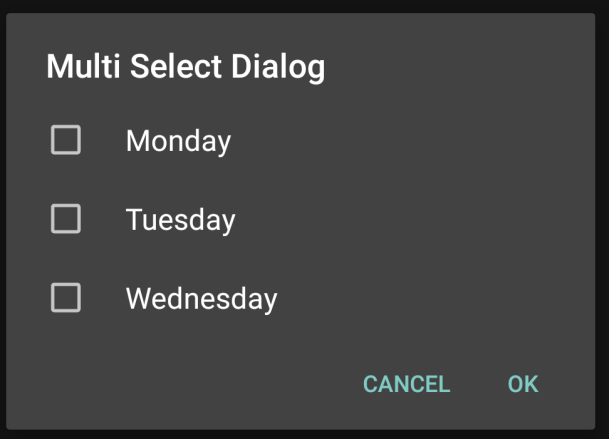 Multi Select Dialog
Monday
Tuesday
Wednesday
CANCEL OK